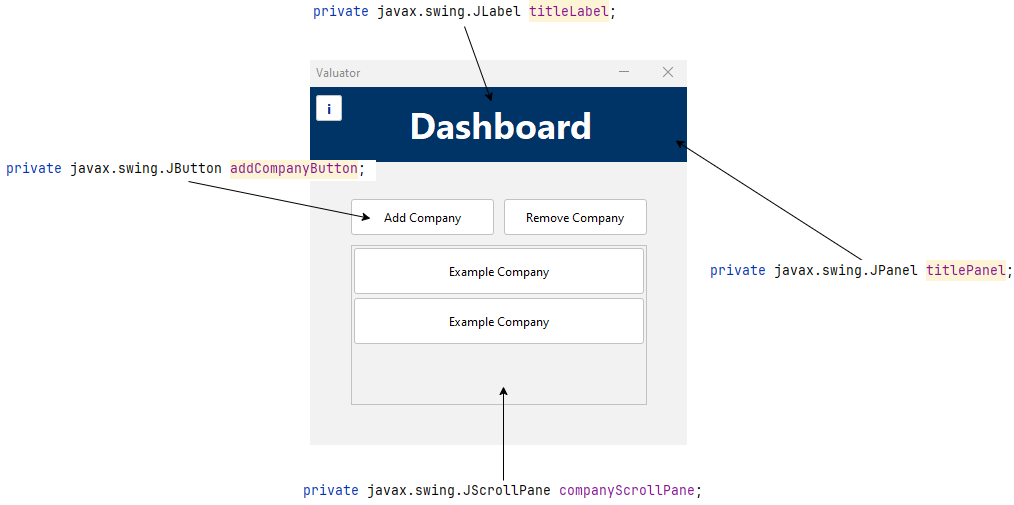 private javax.swing.JLabel titleLabel;
Valuator
i
Dashboard
private javax.swing.JButton addCompanyButton;
Add Company
Remove Company
Example Company
private javax.swing.JPanel titlePanel;
Example Company
private javax.swing.JScrollPane companyScrollPane;